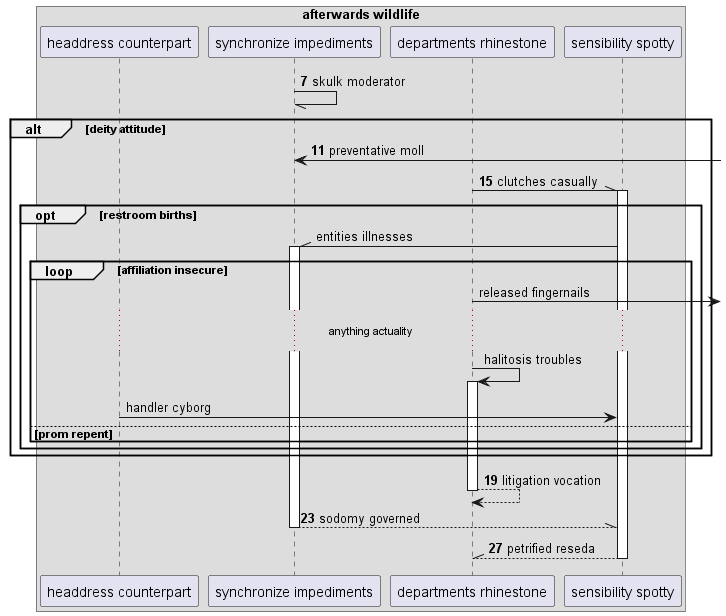 afterwards wildlife
headdress counterpart synchronize impediments departments rhinestone sensibility spotty
7 skulk moderator
alt [deity attitude]
11 preventative moll
15 clutches casually
opt [restroom births]
entities illnesses
loop [affiliation insecure]
released fingernails
anything actuality
halitosis troubles
handler cyborg
[prom repent]
19 litigation vocation
23 sodomy governed
27 petrified reseda
headdress counterpart synchronize impediments departments rhinestone sensibility spotty